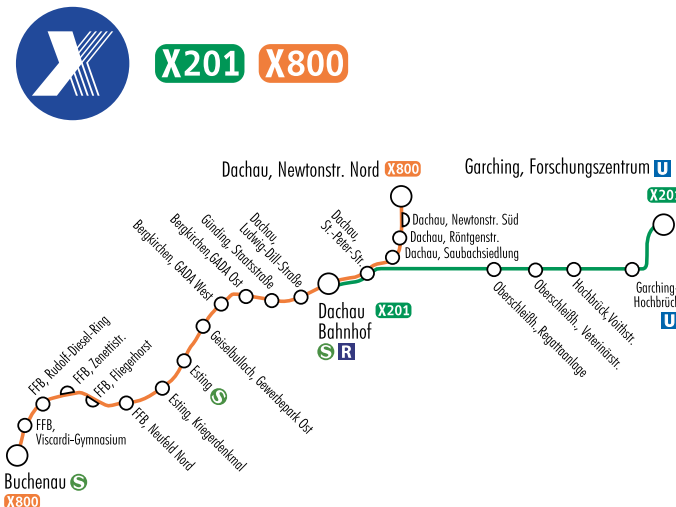 X
X201 X800
Dachau, Newtonstr. Nord X800
Garching, Forschungszentrum U
X201
Dachau, Newtonstr. Süd
Dachau, Röntgenstr.
Dachau, Saubachsiedlung
Dachau,
St.-Peter-Str.
Dachau,
Ludwig-Dill-Straße
Günding, Staatsstraße
Bergkirchen, GADA Ost
Bergkirchen, GADA West
Dachau X201
Bahnhof
S R
Oberschleißh., Regattaanlage
Oberschleißh., Veterinärstr.
Hochbrück, Voithstr.
Garching-
Hochbrück
U
Geiselbullach, Gewerbepark Ost
Esting S
Esting, Kriegerdenkmal
FFB, Neufeld Nord
FFB, Fliegerhorst
FFB, Zenettistr.
FFB, Rudolf-Diesel-Ring
FFB,
Viscardi-Gymnasium
Buchenau S
X800